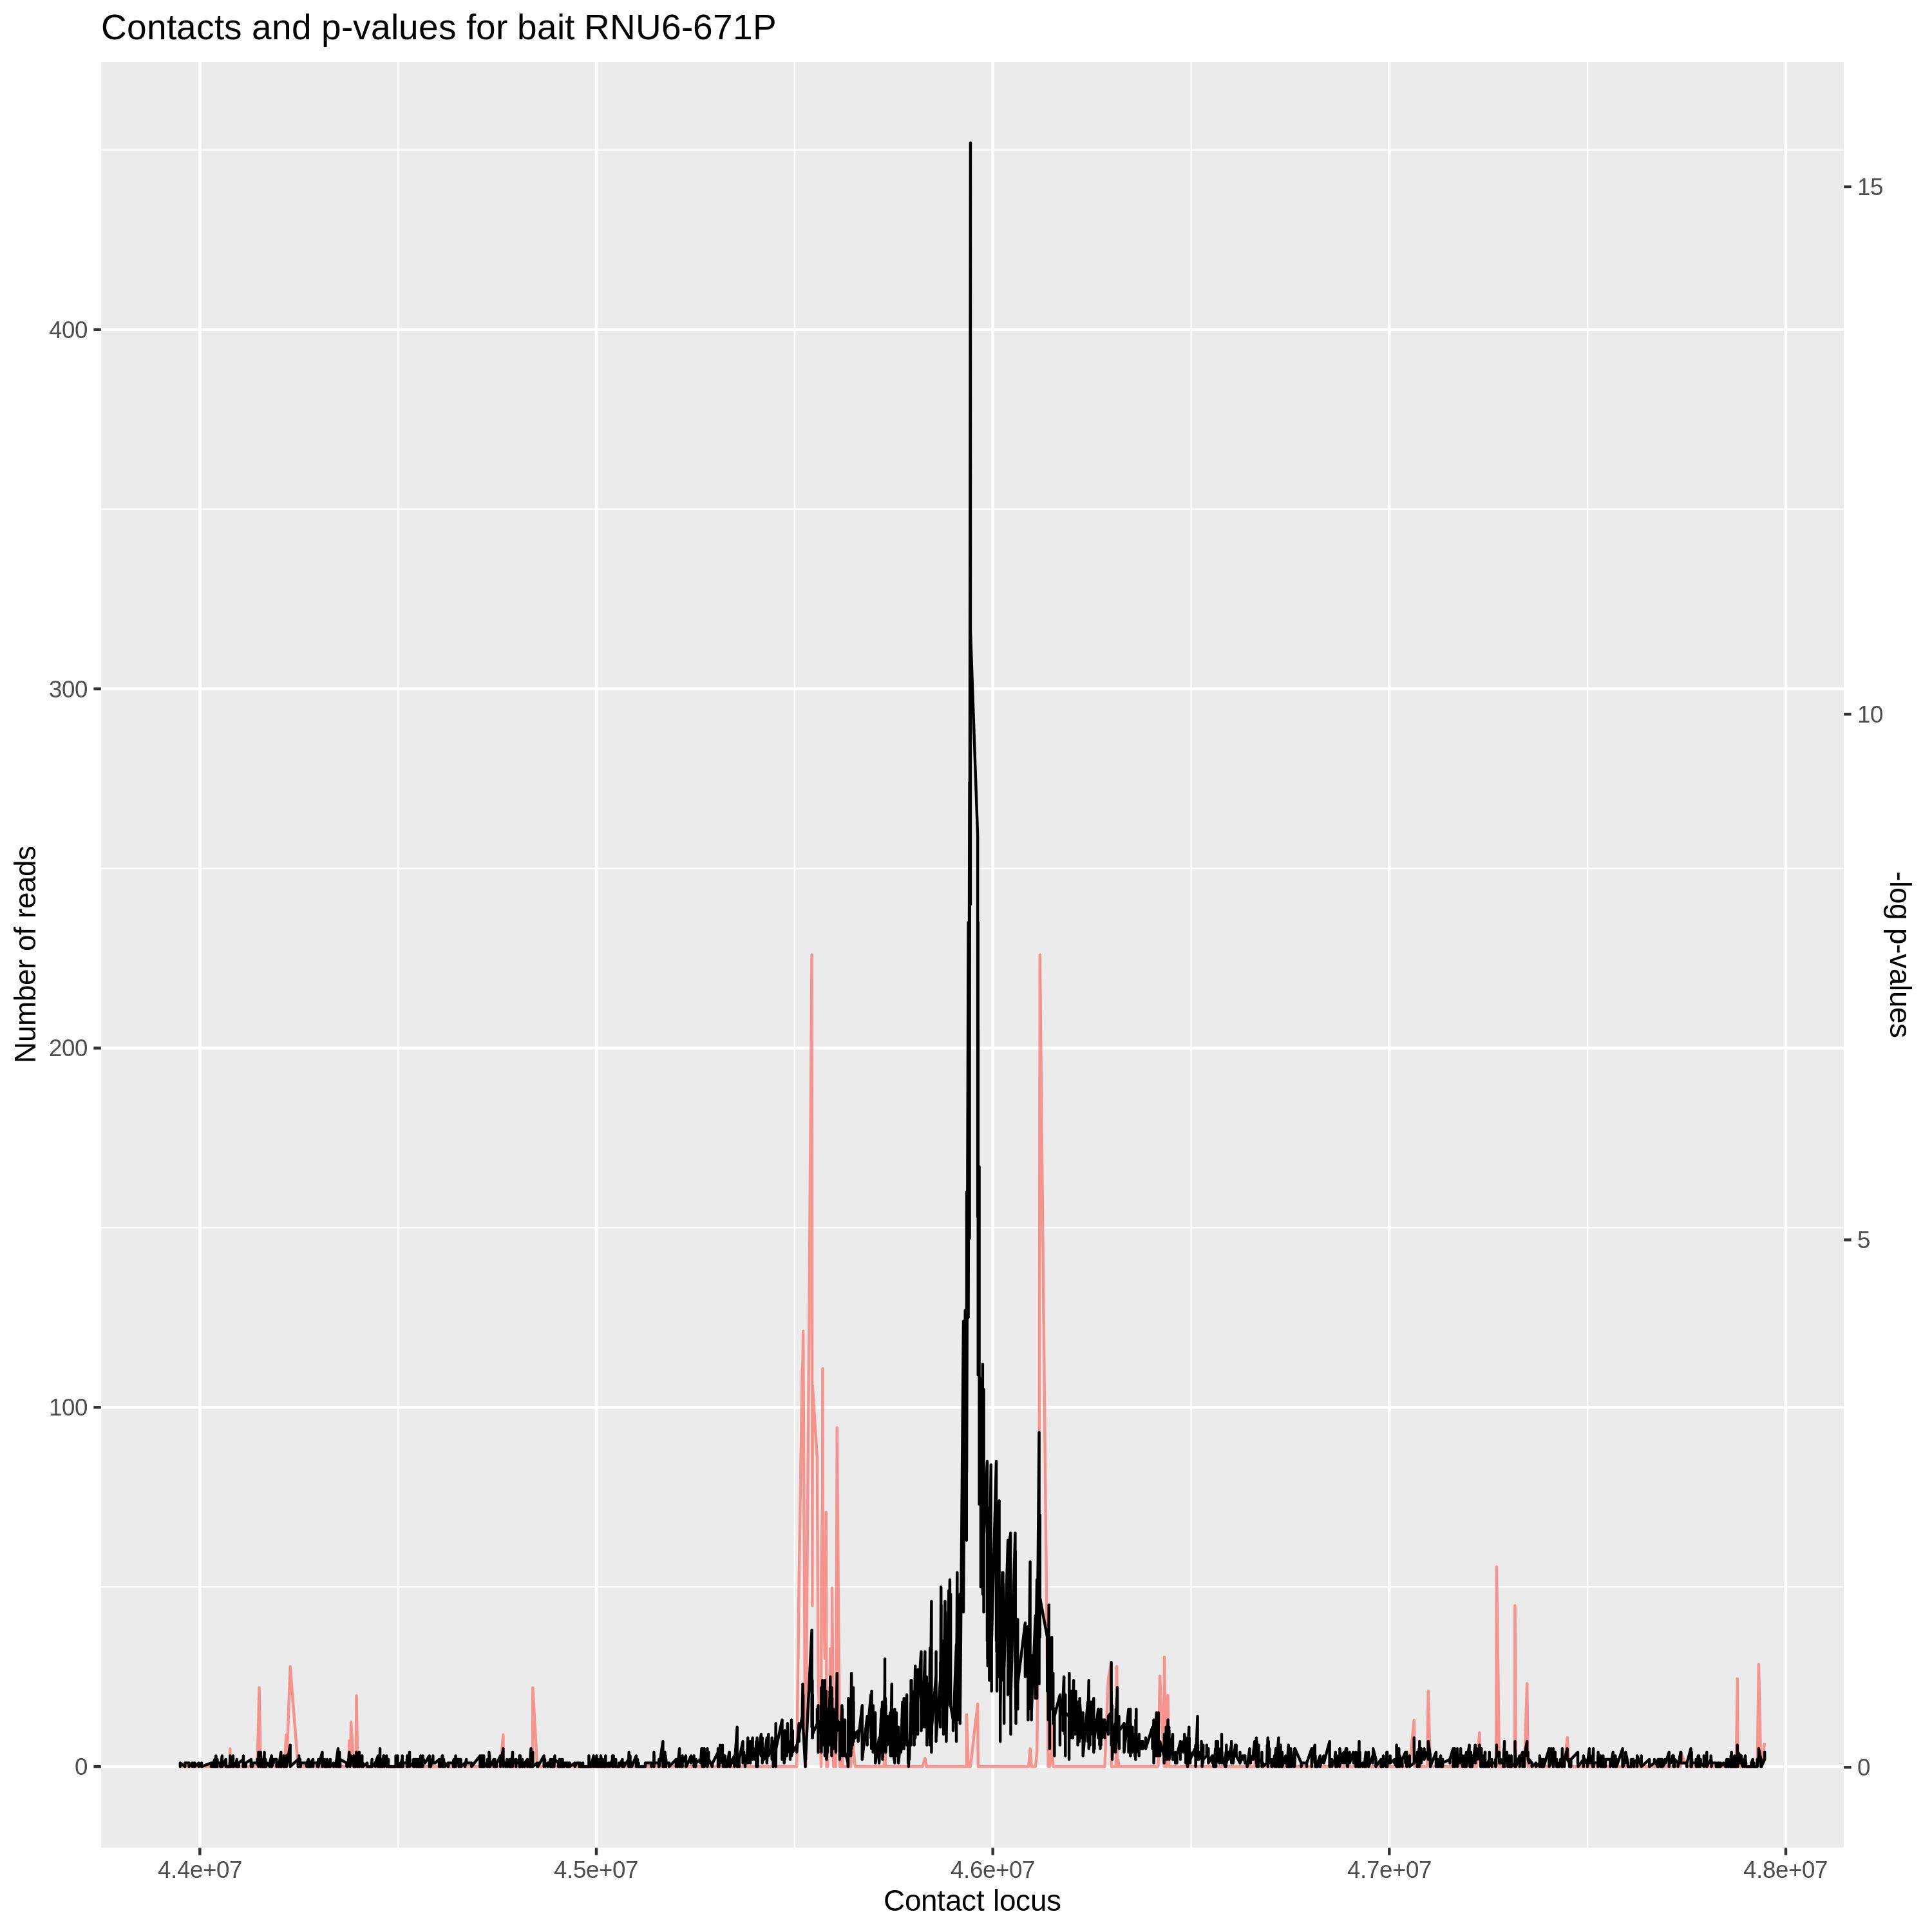 Contacts and p-values for bait RNU6-671P
Number of reads
400
300
200
100
0
15
10
5
0
-log p-values
4.4e+07 4.5e+07 4.6e+07 4.7e+07 4.8e+07
Contact locus